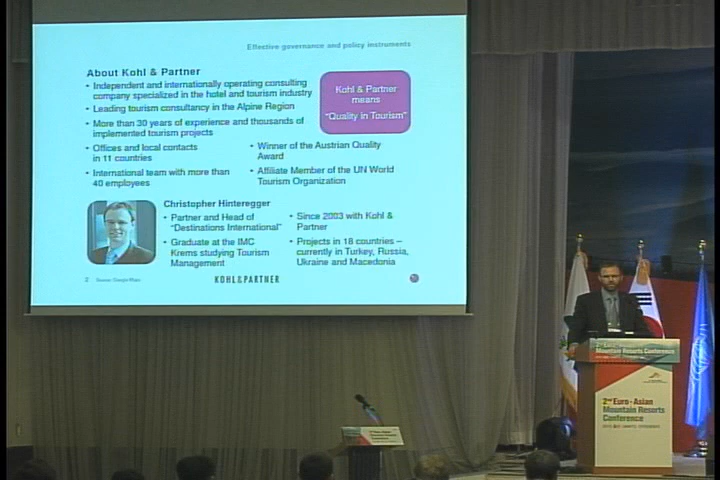 Effective governance and policy instruments
About Kohl & Partner
• Independent and internationally operating consulting
company specialized in the hotel and tourism industry
• Leading tourism consultancy in the Alpine Region
• More than 30 years of experience and thousands of
implemented tourism projects
Kohl & Partner
means
"Quality in Tourism"
• Offices and local contacts
in 11 countries
• International team with more than
40 employees
• Winner of the Austrian Quality
Award
• Affiliate Member of the UN World
Tourism Organization
Christopher Hinteregger
• Partner and Head of
"Destinations International"
• Graduate at the IMC
Krems studying Tourism
Management
• Since 2003 with Kohl &
Partner
• Projects in 18 countries –
currently in Turkey, Russia,
Ukraine and Macedonia
2 Source: Google Maps
KOHL & PARTNER
Mountain Resorts Conference
2nd Euro-Asian
Mountain Resorts
Conference